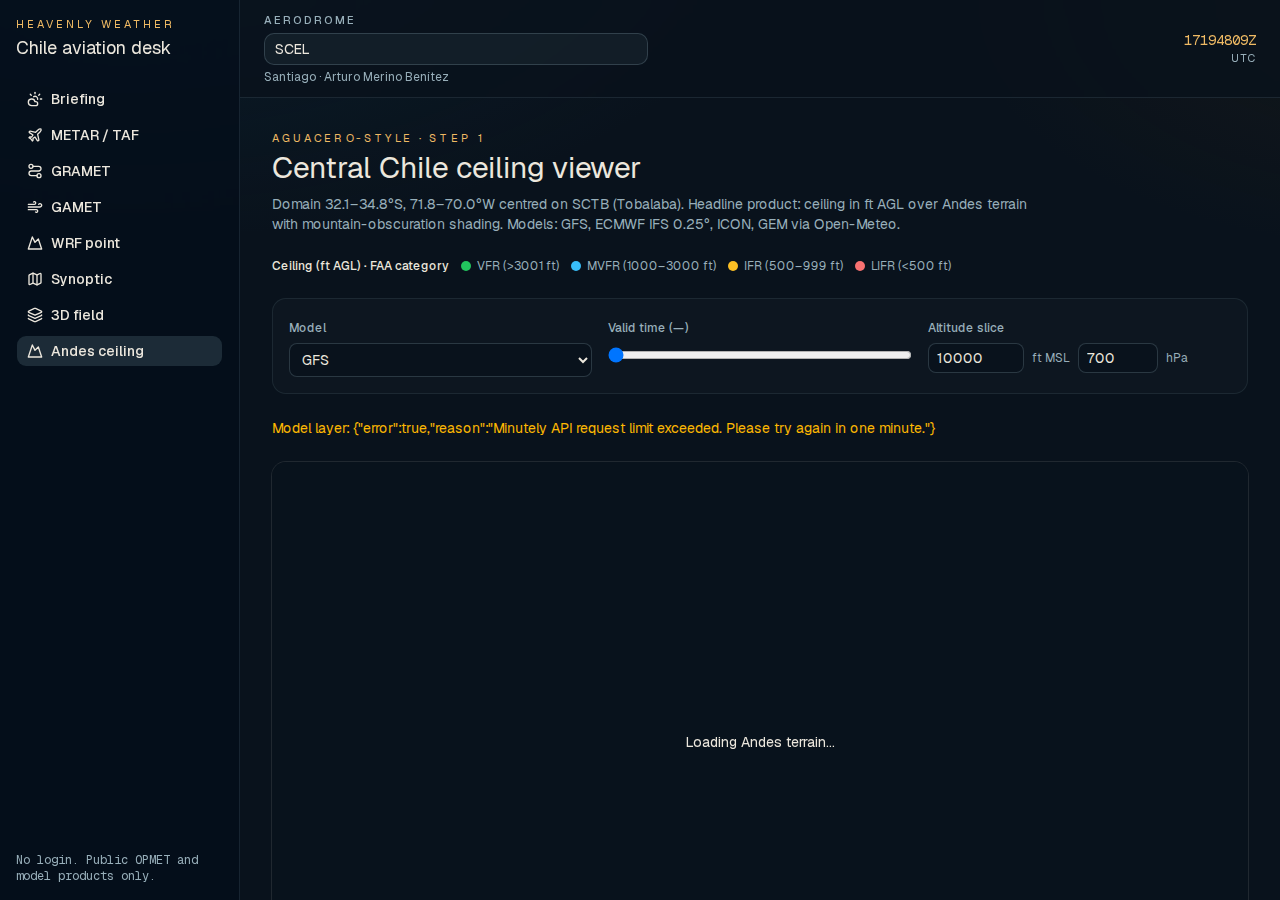 HEAVENLY WEATHER
Chile aviation desk
Briefing
METAR / TAF
GRAMET
GAMET
WRF point
Synoptic
3D field
Andes ceiling
No login. Public OPMET and
model products only.
AERODROME
SCEL
Santiago · Arturo Merino Benitez
17194809Z
UTC
AGUACERO-STYLE · STEP 1
Central Chile ceiling viewer
Domain 32.1–34.8°S, 71.8–70.0°W centred on SCTB (Tobalaba). Headline product: ceiling in ft AGL over Andes terrain
with mountain-obscuration shading. Models: GFS, ECMWF IFS 0.25°, ICON, GEM via Open-Meteo.
Ceiling (ft AGL) · FAA category VFR (>3001 ft) MVFR (1000–3000 ft) IFR (500–999 ft) LIFR (<500 ft)
Model Valid time (—) Altitude slice
GFS 10000 ft MSL 700 hPa
Model layer: {"error":true,"reason":"Minutely API request limit exceeded. Please try again in one minute."}
Loading Andes terrain…